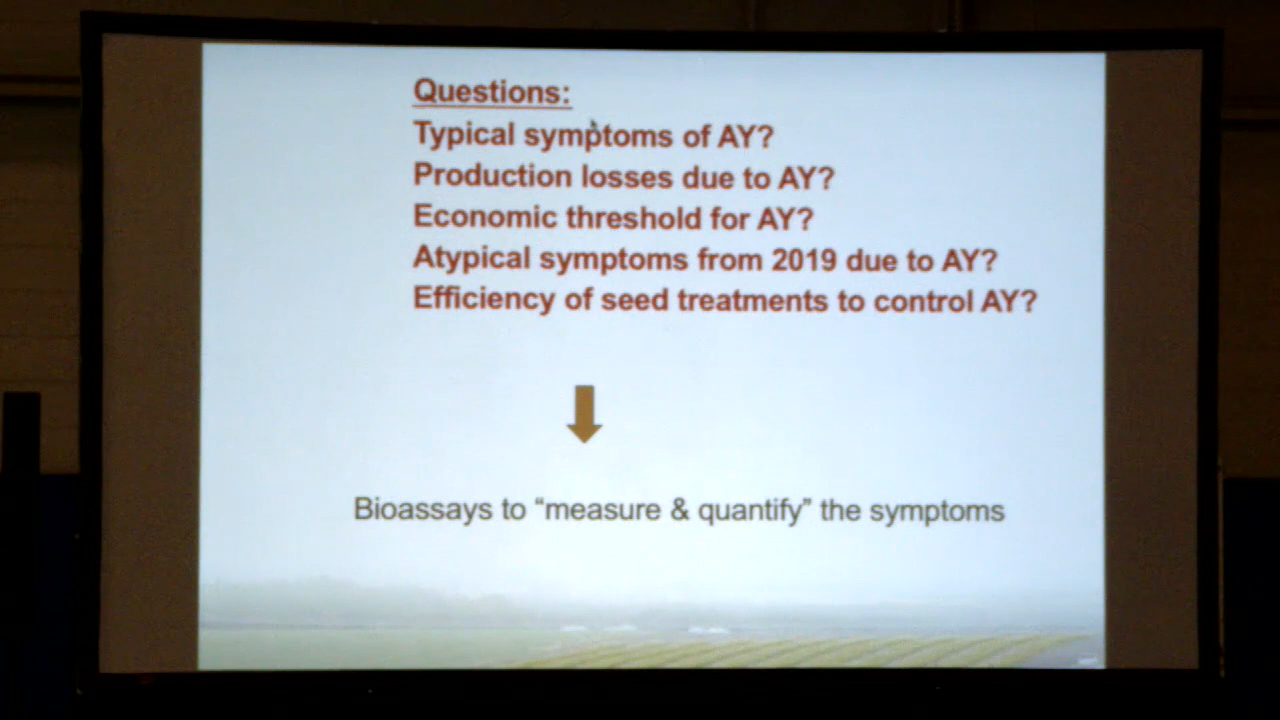 Questions:
Typical symptoms of AY?
Production losses due to AY?
Economic threshold for AY?
Atypical symptoms from 2019 due to AY?
Efficiency of seed treatments to control AY?
Bioassays to “measure & quantify” the symptoms